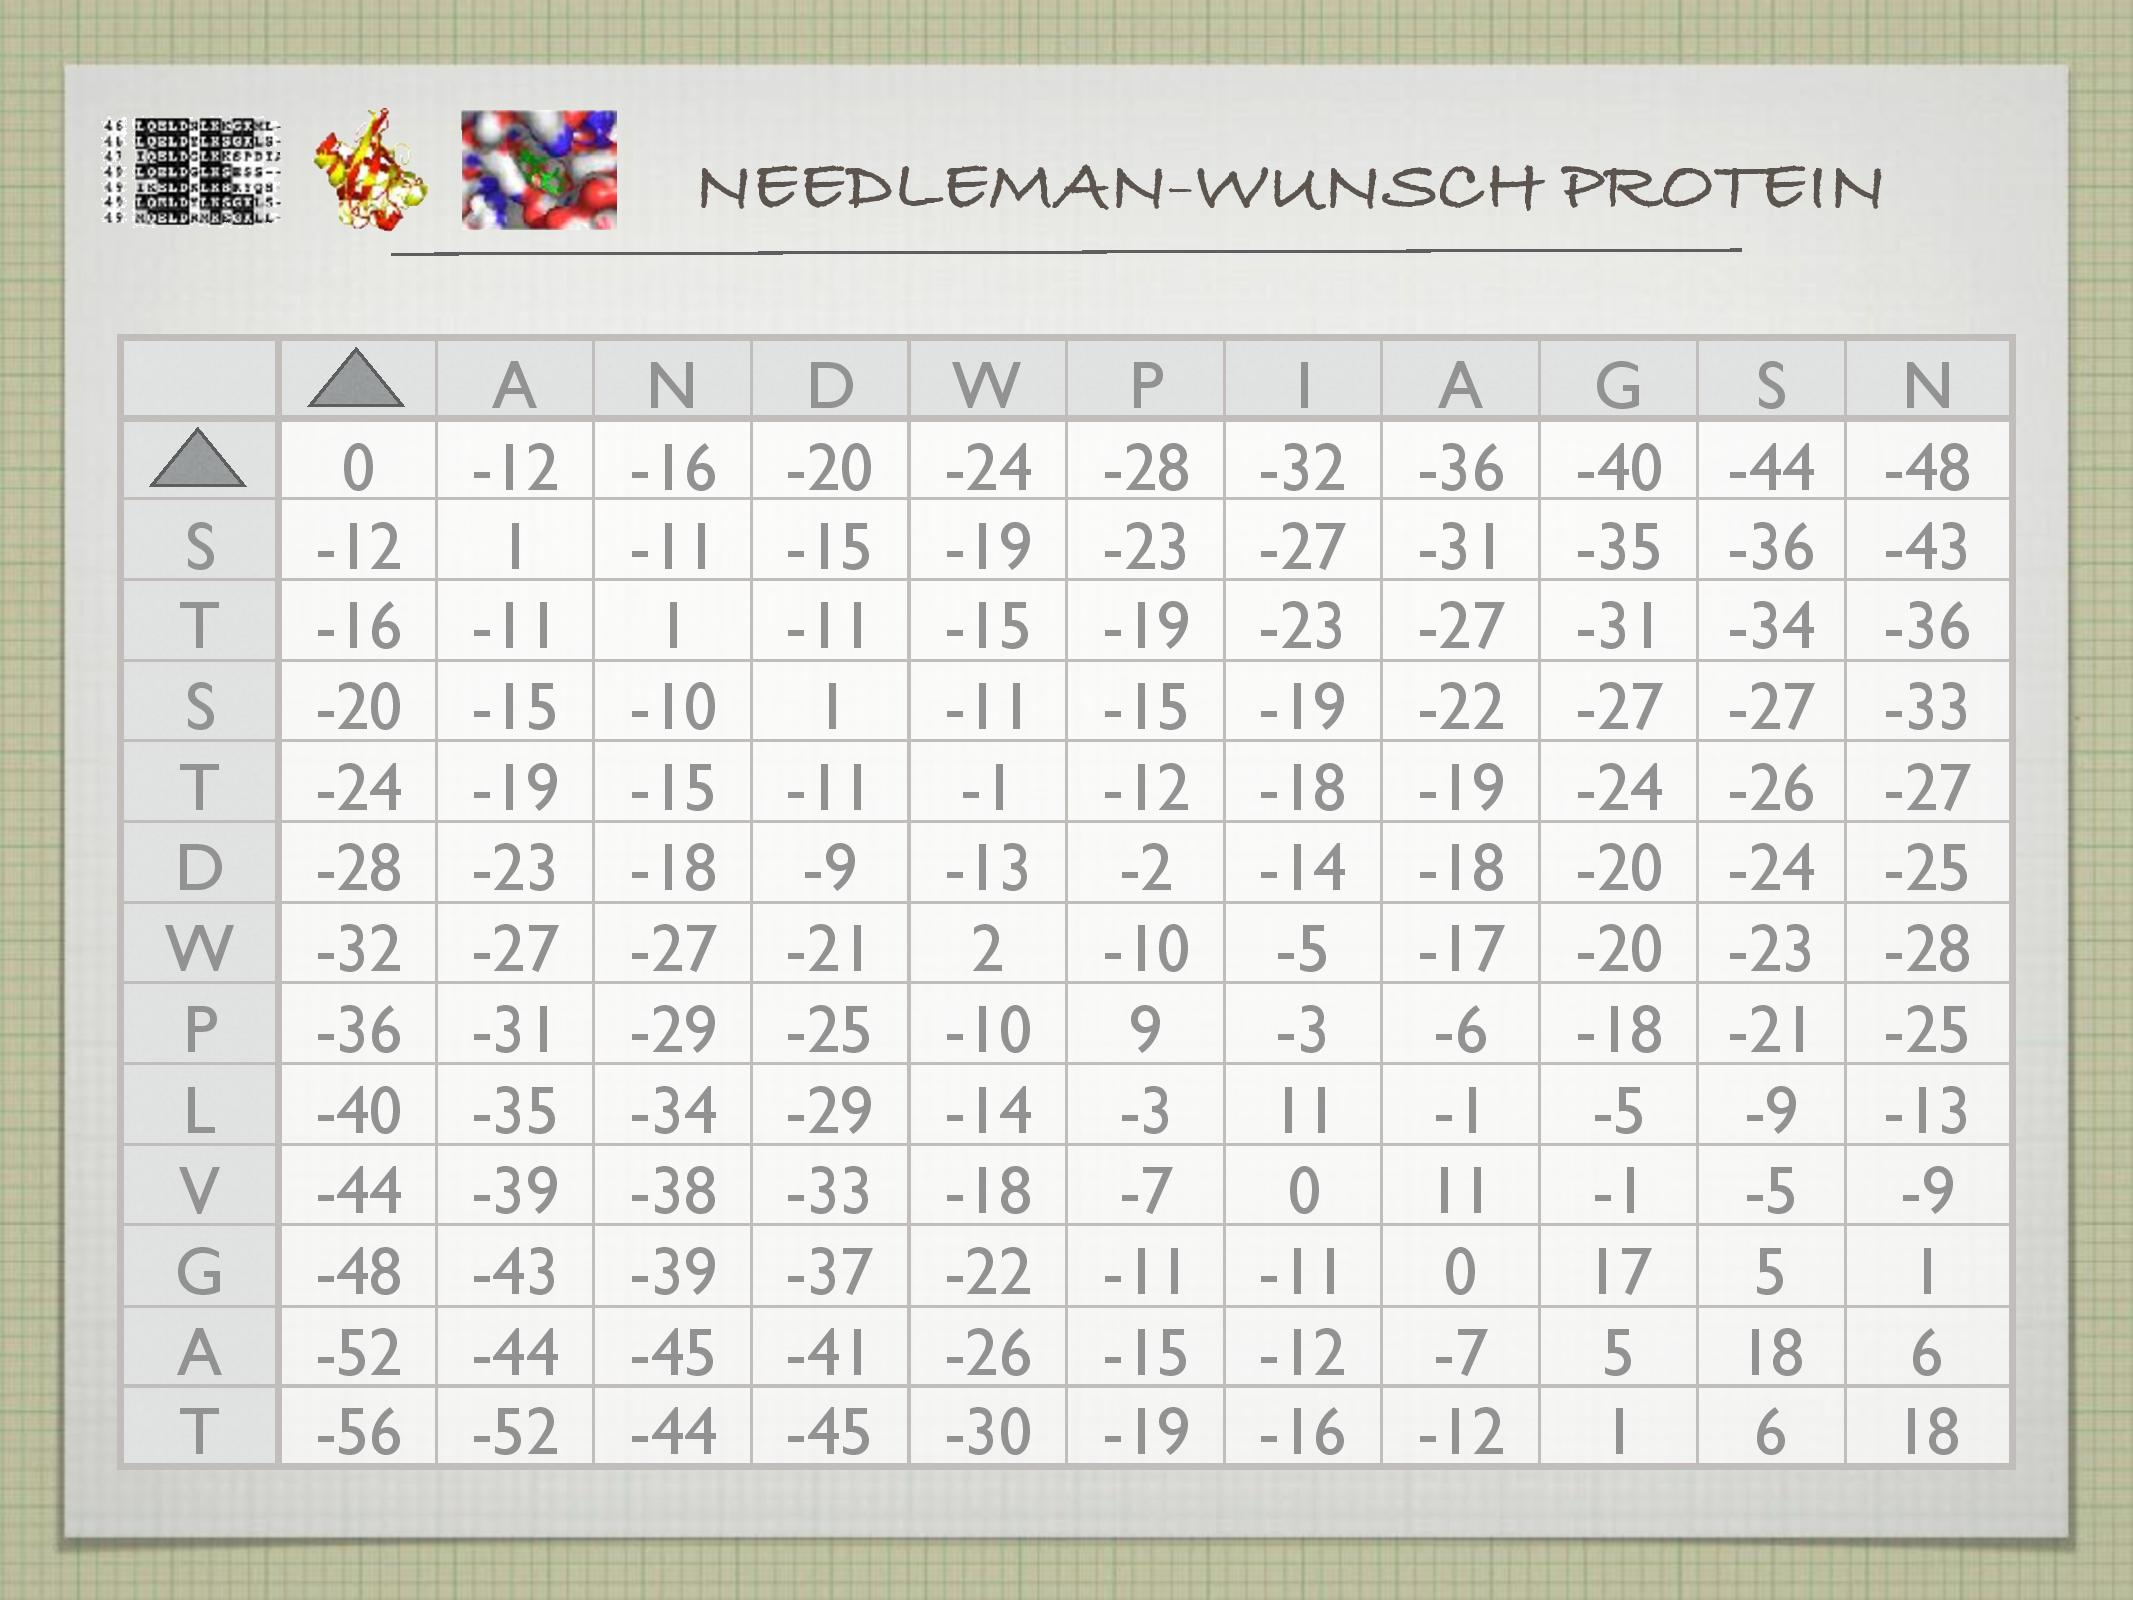 NEEDLEMAN-WUNSCH PROTEIN
A N D W P I A G S N
0 -12 -16 -20 -24 -28 -32 -36 -40 -44 -48
S -12 1 -11 -15 -19 -23 -27 -31 -35 -36 -43
T -16 -11 1 -11 -15 -19 -23 -27 -31 -34 -36
S -20 -15 -10 1 -11 -15 -19 -22 -27 -27 -33
T -24 -19 -15 -11 -1 -12 -18 -19 -24 -26 -27
D -28 -23 -18 -9 -13 -2 -14 -18 -20 -24 -25
W -32 -27 -27 -21 2 -10 -5 -17 -20 -23 -28
P -36 -31 -29 -25 -10 9 -3 -6 -18 -21 -25
L -40 -35 -34 -29 -14 -3 11 -1 -5 -9 -13
V -44 -39 -38 -33 -18 -7 0 11 -1 -5 -9
G -48 -43 -39 -37 -22 -11 -11 0 17 5 1
A -52 -44 -45 -41 -26 -15 -12 -7 5 18 6
T -56 -52 -44 -45 -30 -19 -16 -12 1 6 18